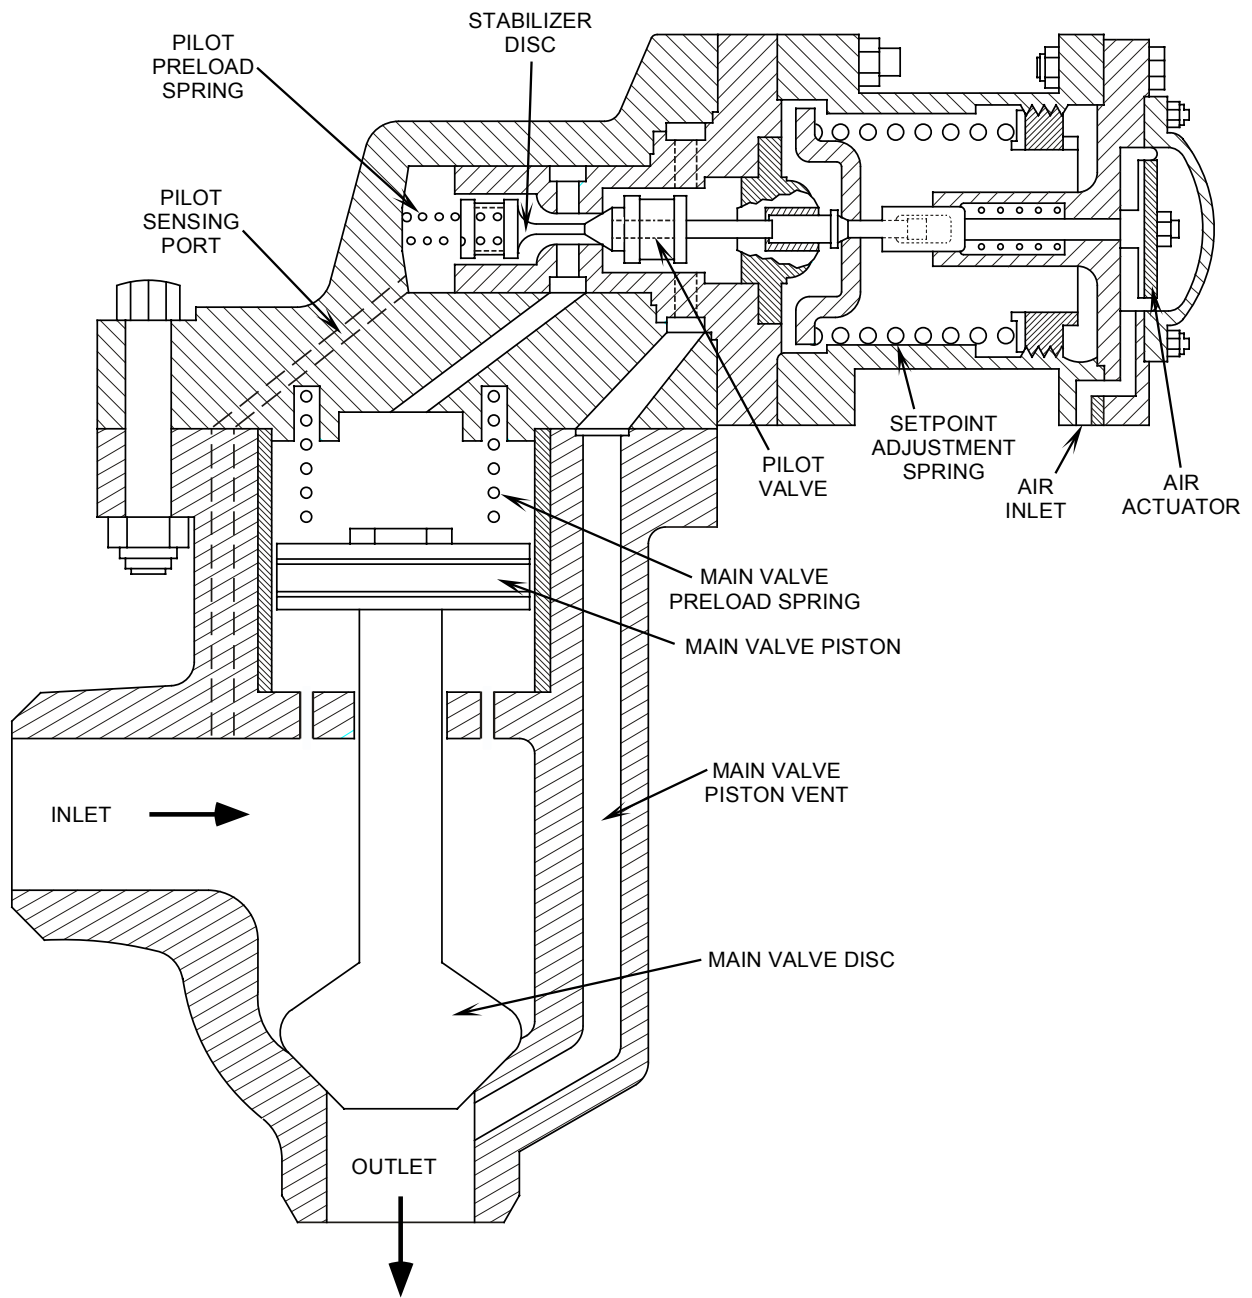 STABILIZER
DISC
PILOT
PRELOAD
SPRING
PILOT
SENSING
PORT
SETPOINT
ADJUSTMENT
SPRING
PILOT
VALVE
AIR
INLET
AIR
ACTUATOR
MAIN VALVE
PRELOAD SPRING
MAIN VALVE PISTON
MAIN VALVE
PISTON VENT
INLET
MAIN VALVE DISC
OUTLET